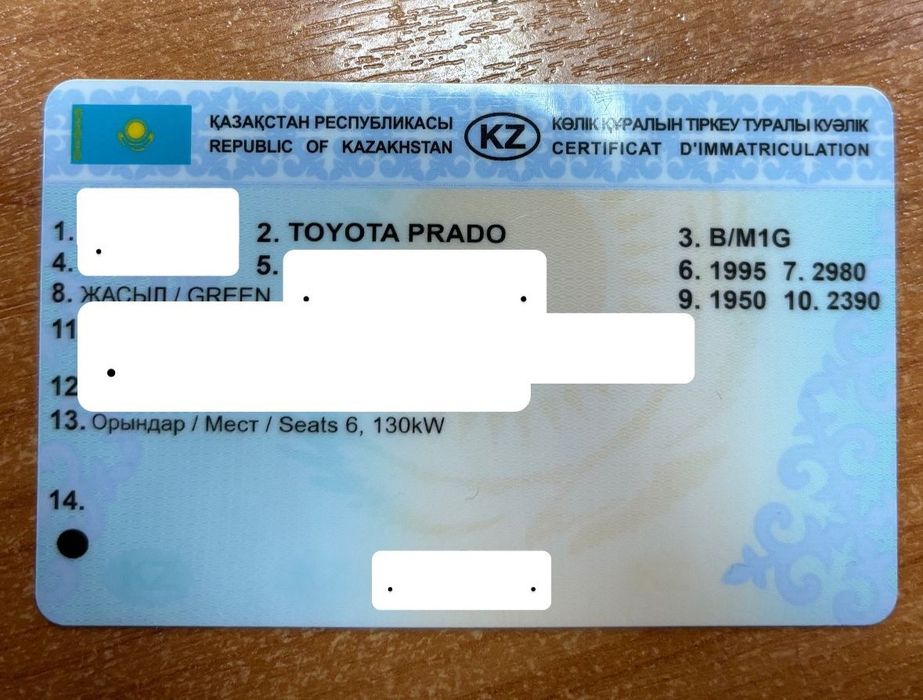 ҚАЗАҚСТАН РЕСПУБЛИКАСЫ KZ КӨЛІК ҚҰРАЛЫН ТІРКЕУ ТУРАЛЫ КУӘЛІК
REPUBLIC OF KAZAKHSTAN CERTIFICAT D'IMMATRICULATION
1. 2. TOYOTA PRADO 3. B/M1G
4. 5. 6. 1995 7. 2980
8. ЖАСЫЛ / GREEN 9. 1950 10. 2390
11
12
13. Орындар / Мест / Seats 6, 130kW
14.
KZ